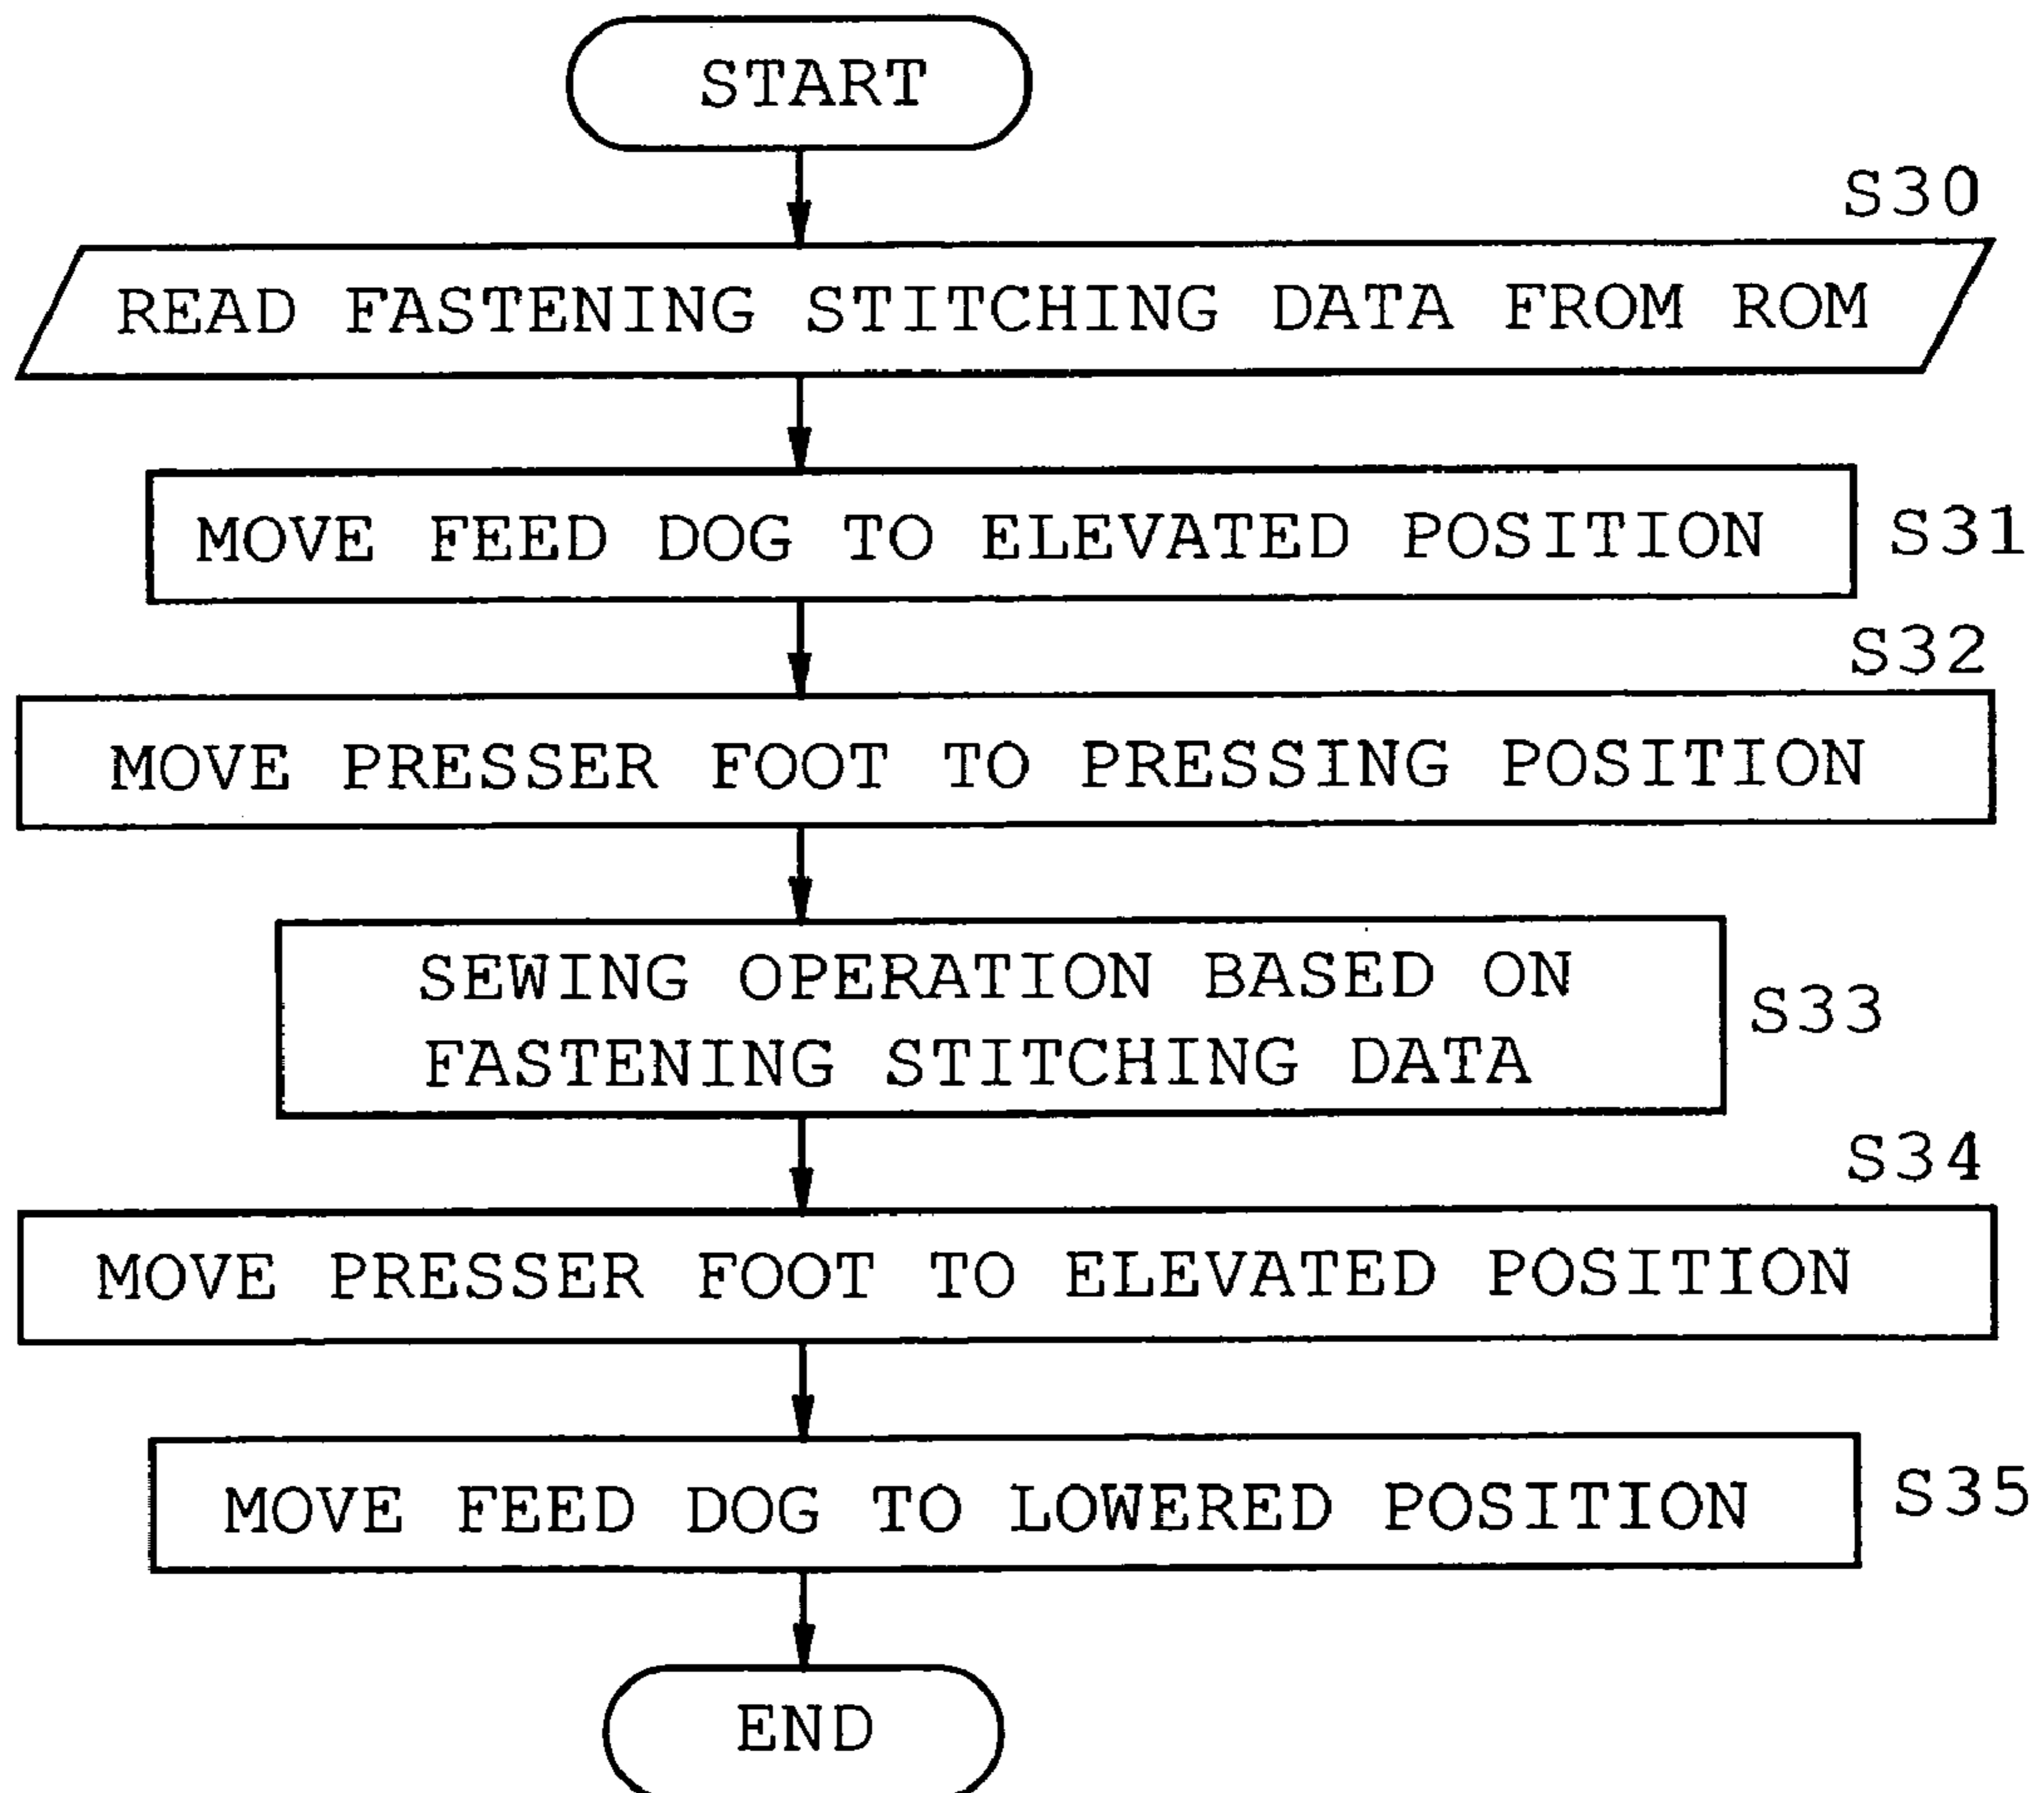 START
S30
READ FASTENING STITCHING DATA FROM ROM
MOVE FEED DOG TO ELEVATED POSITION S31
S32
MOVE PRESSER FOOT TO PRESSING POSITION
SEWING OPERATION BASED ON
FASTENING STITCHING DATA
S33
S34
MOVE PRESSER FOOT TO ELEVATED POSITION
MOVE FEED DOG TO LOWERED POSITION S35
END